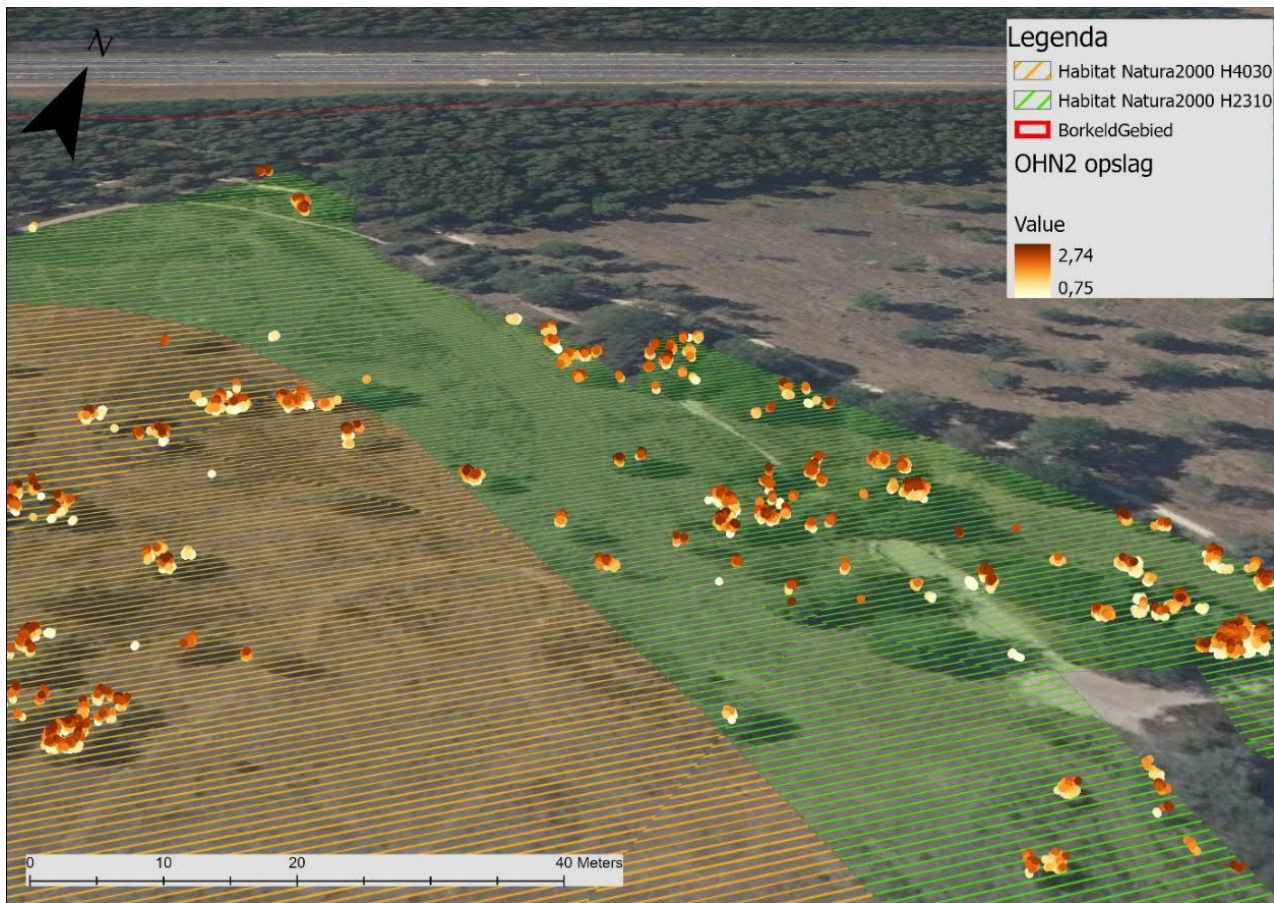 N
Legenda
Habitat Natura2000 H4030
Habitat Natura2000 H2310
BorkeldGebied
OHN2 opslag
Value
2,74
0,75
0 10 20 40 Meters